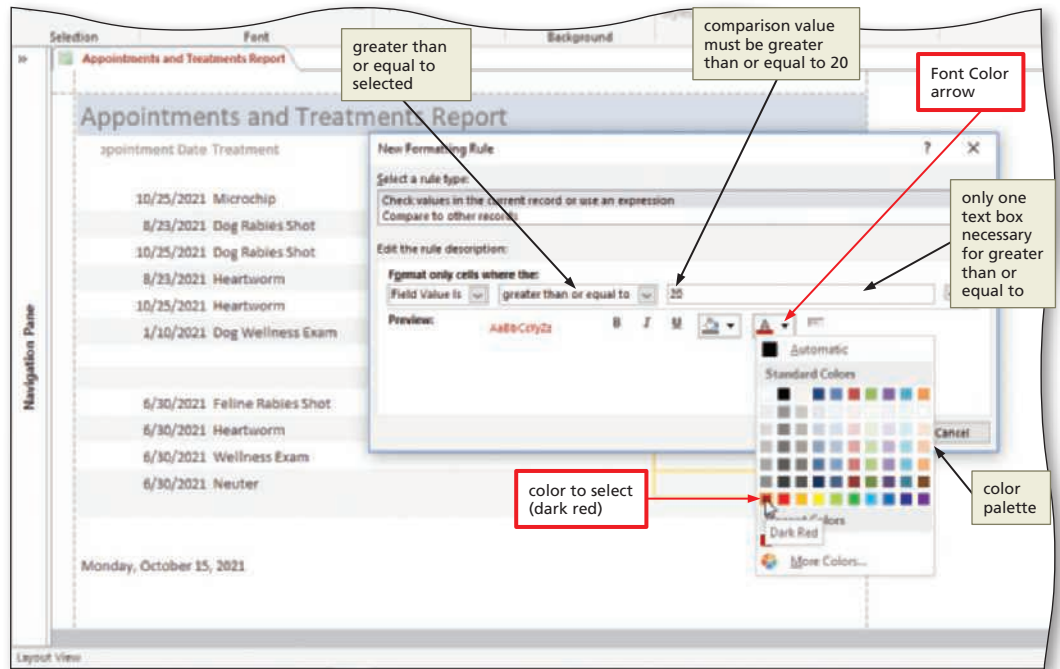 Selection Font Background
greater than
or equal to
selected
comparison value
must be greater
than or equal to 20
Font Color
arrow
Appointments and Treatments Report
Appointments and Treatments Report
ppointment Date Treatment
10/25/2021 Microchip
8/23/2021 Dog Rabies Shot
10/25/2021 Dog Rabies Shot
8/23/2021 Heartworm
10/25/2021 Heartworm
1/10/2021 Dog Wellness Exam
6/30/2021 Feline Rabies Shot
6/30/2021 Heartworm
6/30/2021 Wellness Exam
6/30/2021 Neuter
Monday, October 15, 2021
Navigation Pane
Layout View
New Formatting Rule ? ×
Select a rule type:
Check values in the current record or use an expression
Compare to other records
Edit the rule description:
Format only cells where the:
Field Value Is greater than or equal to 20
Preview: AaBbCcYyZz B I U A
only one
text box
necessary
for greater
than or
equal to
Automatic
Standard Colors
Cancel
color to select
(dark red)
Colors
Dark Red
More Colors...
color
palette